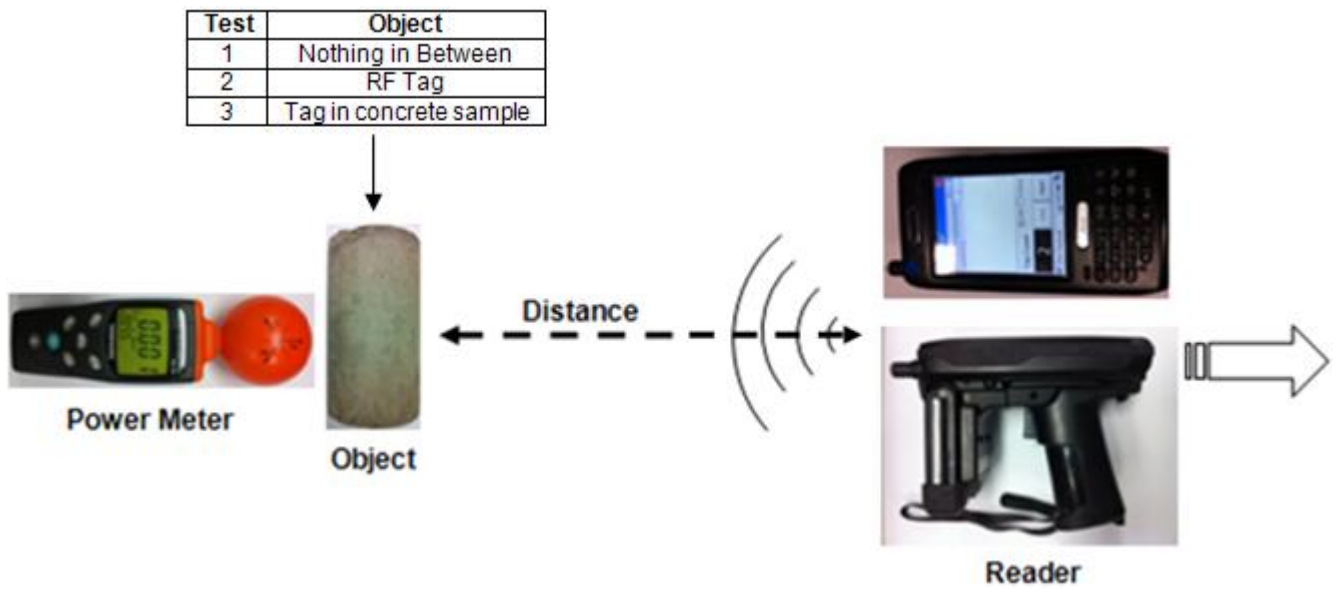 Test Object
1 Nothing in Between
2 RF Tag
3 Tag in concrete sample
Distance
Power Meter
Object
Reader